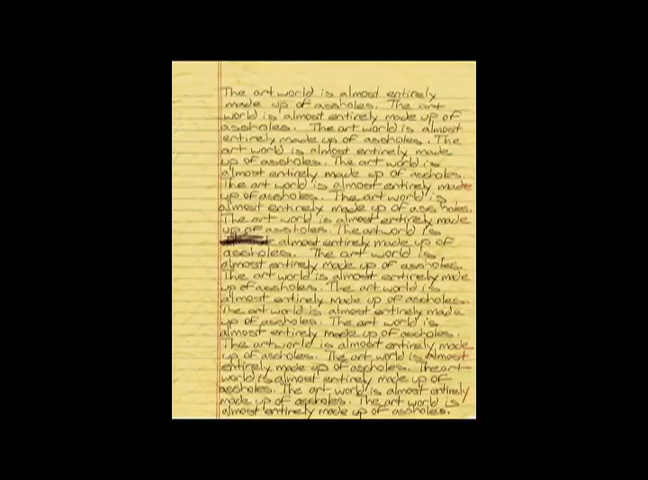 The art world is almost entirely
made up of assholes. The art
world is almost entirely made up of
assholes. The art world is almost
entirely made up of assholes. The
art world is almost entirely made
up of assholes. The art world is
almost entirely made up of assholes.
The art world is almost entirely made
up of assholes. The art world is
almost entirely made up of assholes.
The art world is almost entirely made
up of assholes. The art world is
almost entirely made up of
assholes. The art world is
almost entirely made up of assholes.
The art world is almost entirely made
up of assholes. The art world is
almost entirely made up of assholes.
The art world is almost entirely made
up of assholes. The art world is
almost entirely made up of assholes.
The art world is almost entirely made
up of assholes. The art world is almost
entirely made up of assholes. The art
world is almost entirely made up of
assholes. The art world is almost entirely
made up of assholes. The art world is
almost entirely made up of assholes.